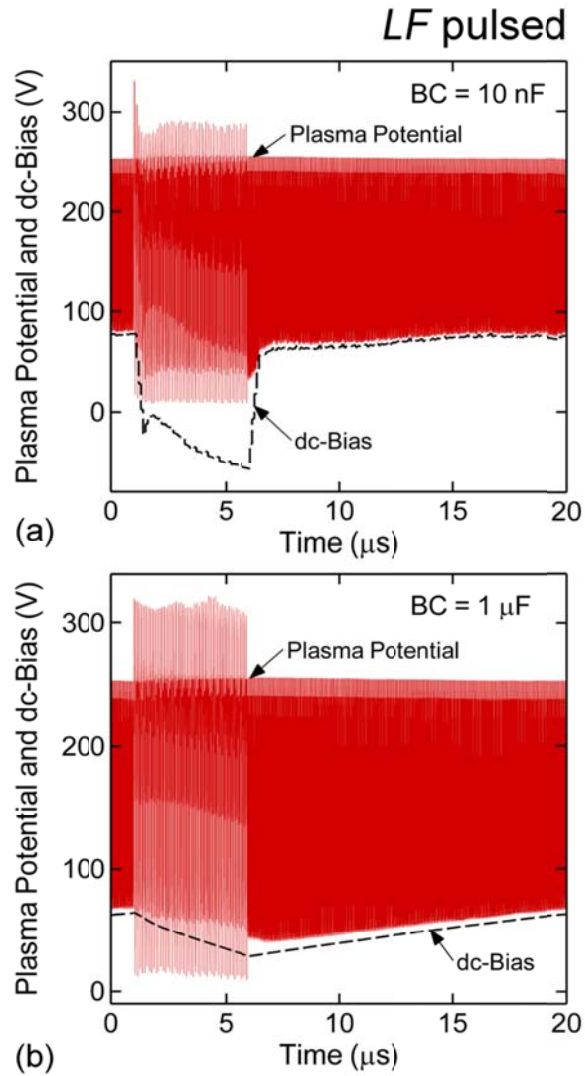 LF pulsed
BC = 10 nF
Plasma Potential
dc-Bias
Plasma Potential and dc-Bias (V)
300
200
100
0
0
5
10
15
20
Time (μs)
(a)
BC = 1 μF
Plasma Potential
dc-Bias
Plasma Potential and dc-Bias (V)
300
200
100
0
0
5
10
15
20
Time (μs)
(b)